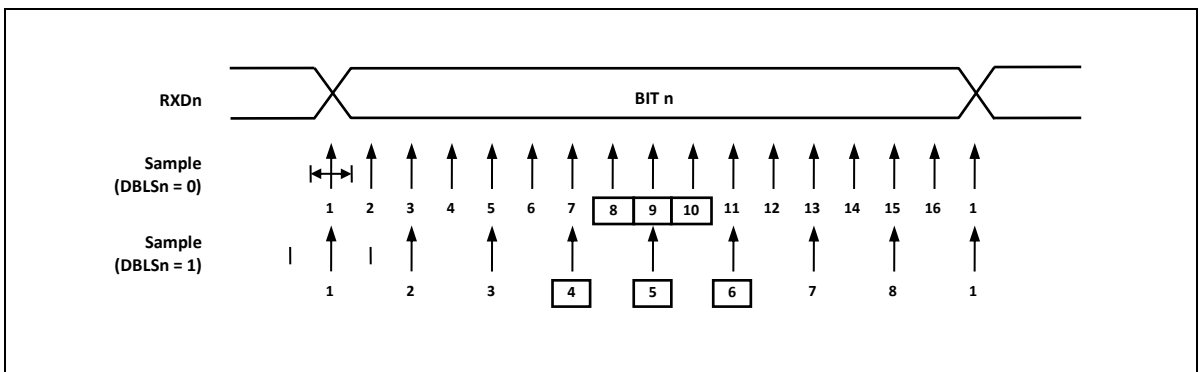 RXDn
BIT n
Sample
(DBLSn = 0)
1 2 3 4 5 6 7 8 9 10 11 12 13 14 15 16 1
Sample
(DBLSn = 1)
1 2 3 4 5 6 7 8 1